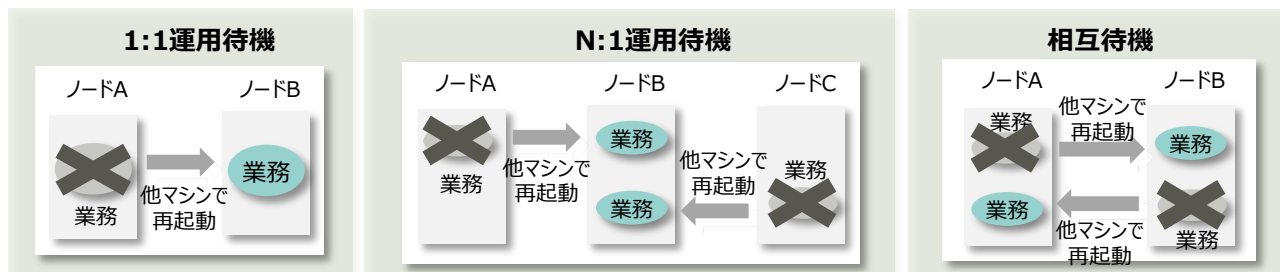 1:1運用待機
ノードA
ノードB
業務
他マシンで
再起動
業務
N:1運用待機
ノードA
ノードB
ノードC
業務
他マシンで
再起動
業務
業務
他マシンで
再起動
業務
相互待機
ノードA
ノードB
業務
他マシンで
再起動
業務
業務
他マシンで
再起動
業務